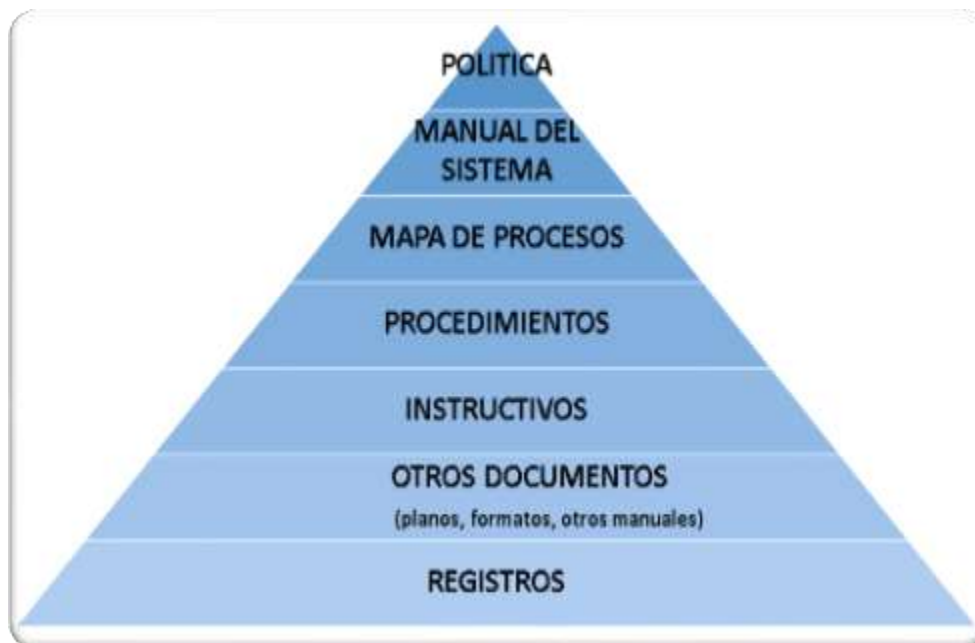 POLITICA
MANUAL DEL
SISTEMA
MAPA DE PROCESOS
PROCEDIMIENTOS
INSTRUCTIVOS
OTROS DOCUMENTOS
(planos, formatos, otros manuales)
REGISTROS